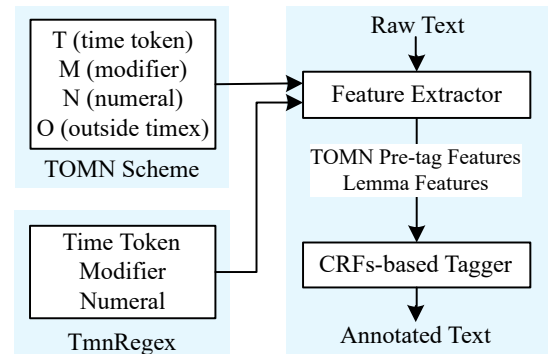 T (time token)
M (modifier)
N (numeral)
O (outside timex)
TOMN Scheme
Time Token
Modifier
Numeral
TmnRegex
Raw Text
Feature Extractor
TOMN Pre-tag Features
Lemma Features
CRFs-based Tagger
Annotated Text